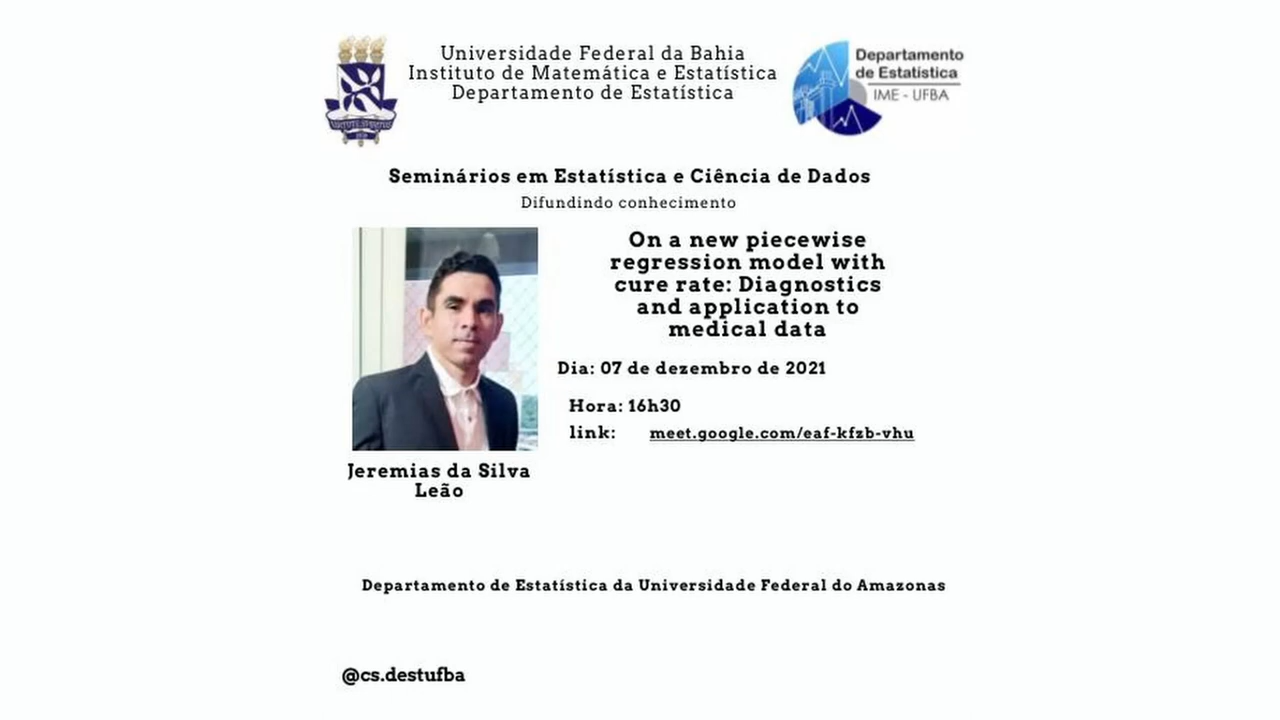 Universidade Federal da Bahia
Instituto de Matemática e Estatística
Departamento de Estatística
Departamento
de Estatística
IME - UFBA
Seminários em Estatística e Ciência de Dados
Difundindo conhecimento
On a new piecewise
regression model with
cure rate: Diagnostics
and application to
medical data
Dia: 07 de dezembro de 2021
Hora: 16h30
link: meet.google.com/eaf-kfzb-vhu
Jeremias da Silva
Leão
Departamento de Estatística da Universidade Federal do Amazonas
@cs.destufba